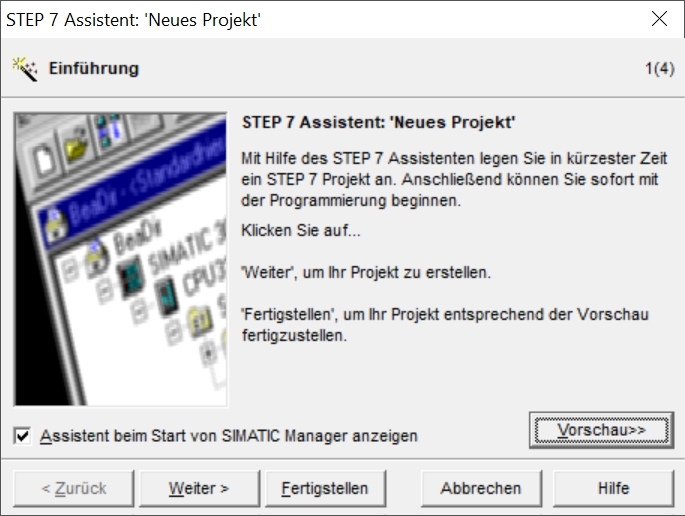 STEP 7 Assistent: 'Neues Projekt'
Einführung
1(4)
BeaDir - (Standardhier
BeaDir
SIMATIC 3
CPU3
STEP 7 Assistent: 'Neues Projekt'
Mit Hilfe des STEP 7 Assistenten legen Sie in kürzester Zeit
ein STEP 7 Projekt an. Anschließend können Sie sofort mit
der Programmierung beginnen.
Klicken Sie auf...
'Weiter', um Ihr Projekt zu erstellen.
'Fertigstellen', um Ihr Projekt entsprechend der Vorschau
fertigzustellen.
Vorschau>>
Assistent beim Start von SIMATIC Manager anzeigen
< Zurück
Weiter >
Fertigstellen
Abbrechen
Hilfe